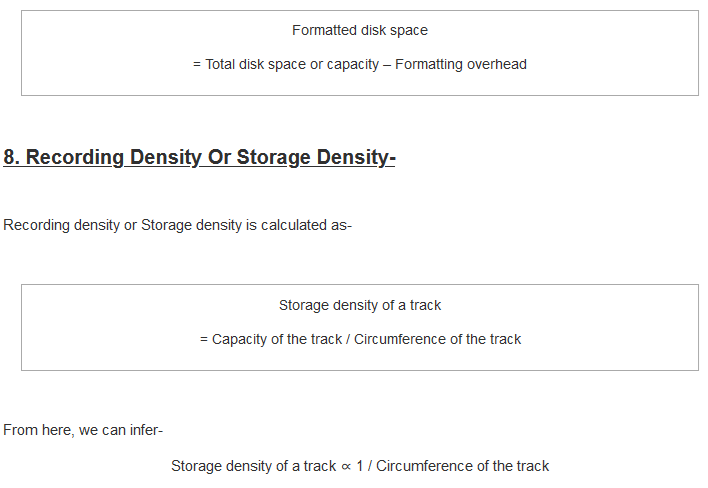 Formatted disk space
= Total disk space or capacity – Formatting overhead
8. Recording Density Or Storage Density-
Recording density or Storage density is calculated as-
Storage density of a track
= Capacity of the track / Circumference of the track
From here, we can infer-
Storage density of a track ∝ 1 / Circumference of the track